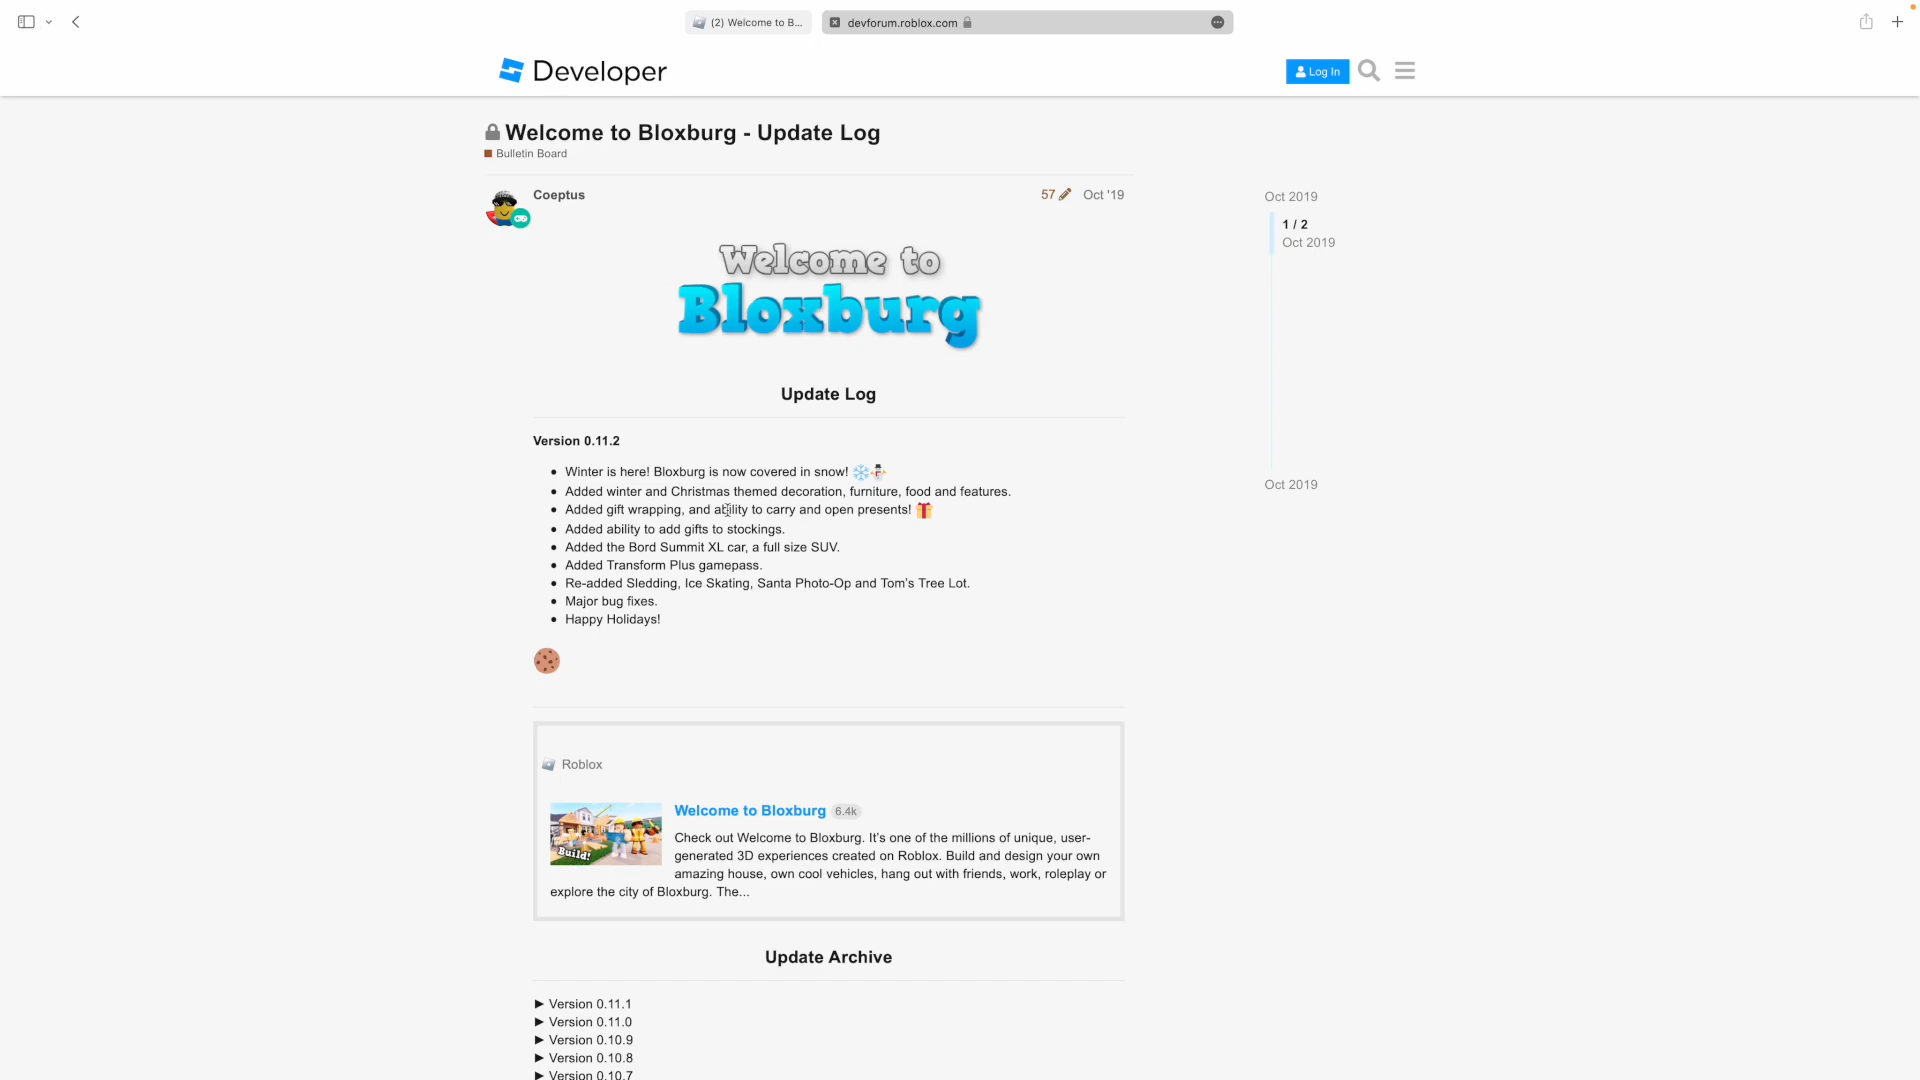 (2) Welcome to B...
devforum.roblox.com
Developer
Log In
Welcome to Bloxburg - Update Log
Bulletin Board
Coeptus
57
Oct '19
Oct 2019
1 / 2
Oct 2019
Oct 2019
Welcome to
Bloxburg
Update Log
Version 0.11.2
• Winter is here! Bloxburg is now covered in snow! ❄️⛄
• Added winter and Christmas themed decoration, furniture, food and features.
• Added gift wrapping, and ability to carry and open presents! 🎁
• Added ability to add gifts to stockings.
• Added the Bord Summit XL car, a full size SUV.
• Added Transform Plus gamepass.
• Re-added Sledding, Ice Skating, Santa Photo-Op and Tom's Tree Lot.
• Major bug fixes.
• Happy Holidays!
Roblox
Build!
Welcome to Bloxburg 6.4k
Check out Welcome to Bloxburg. It's one of the millions of unique, user-
generated 3D experiences created on Roblox. Build and design your own
amazing house, own cool vehicles, hang out with friends, work, roleplay or
explore the city of Bloxburg. The...
Update Archive
▶ Version 0.11.1
▶ Version 0.11.0
▶ Version 0.10.9
▶ Version 0.10.8
▶ Version 0.10.7